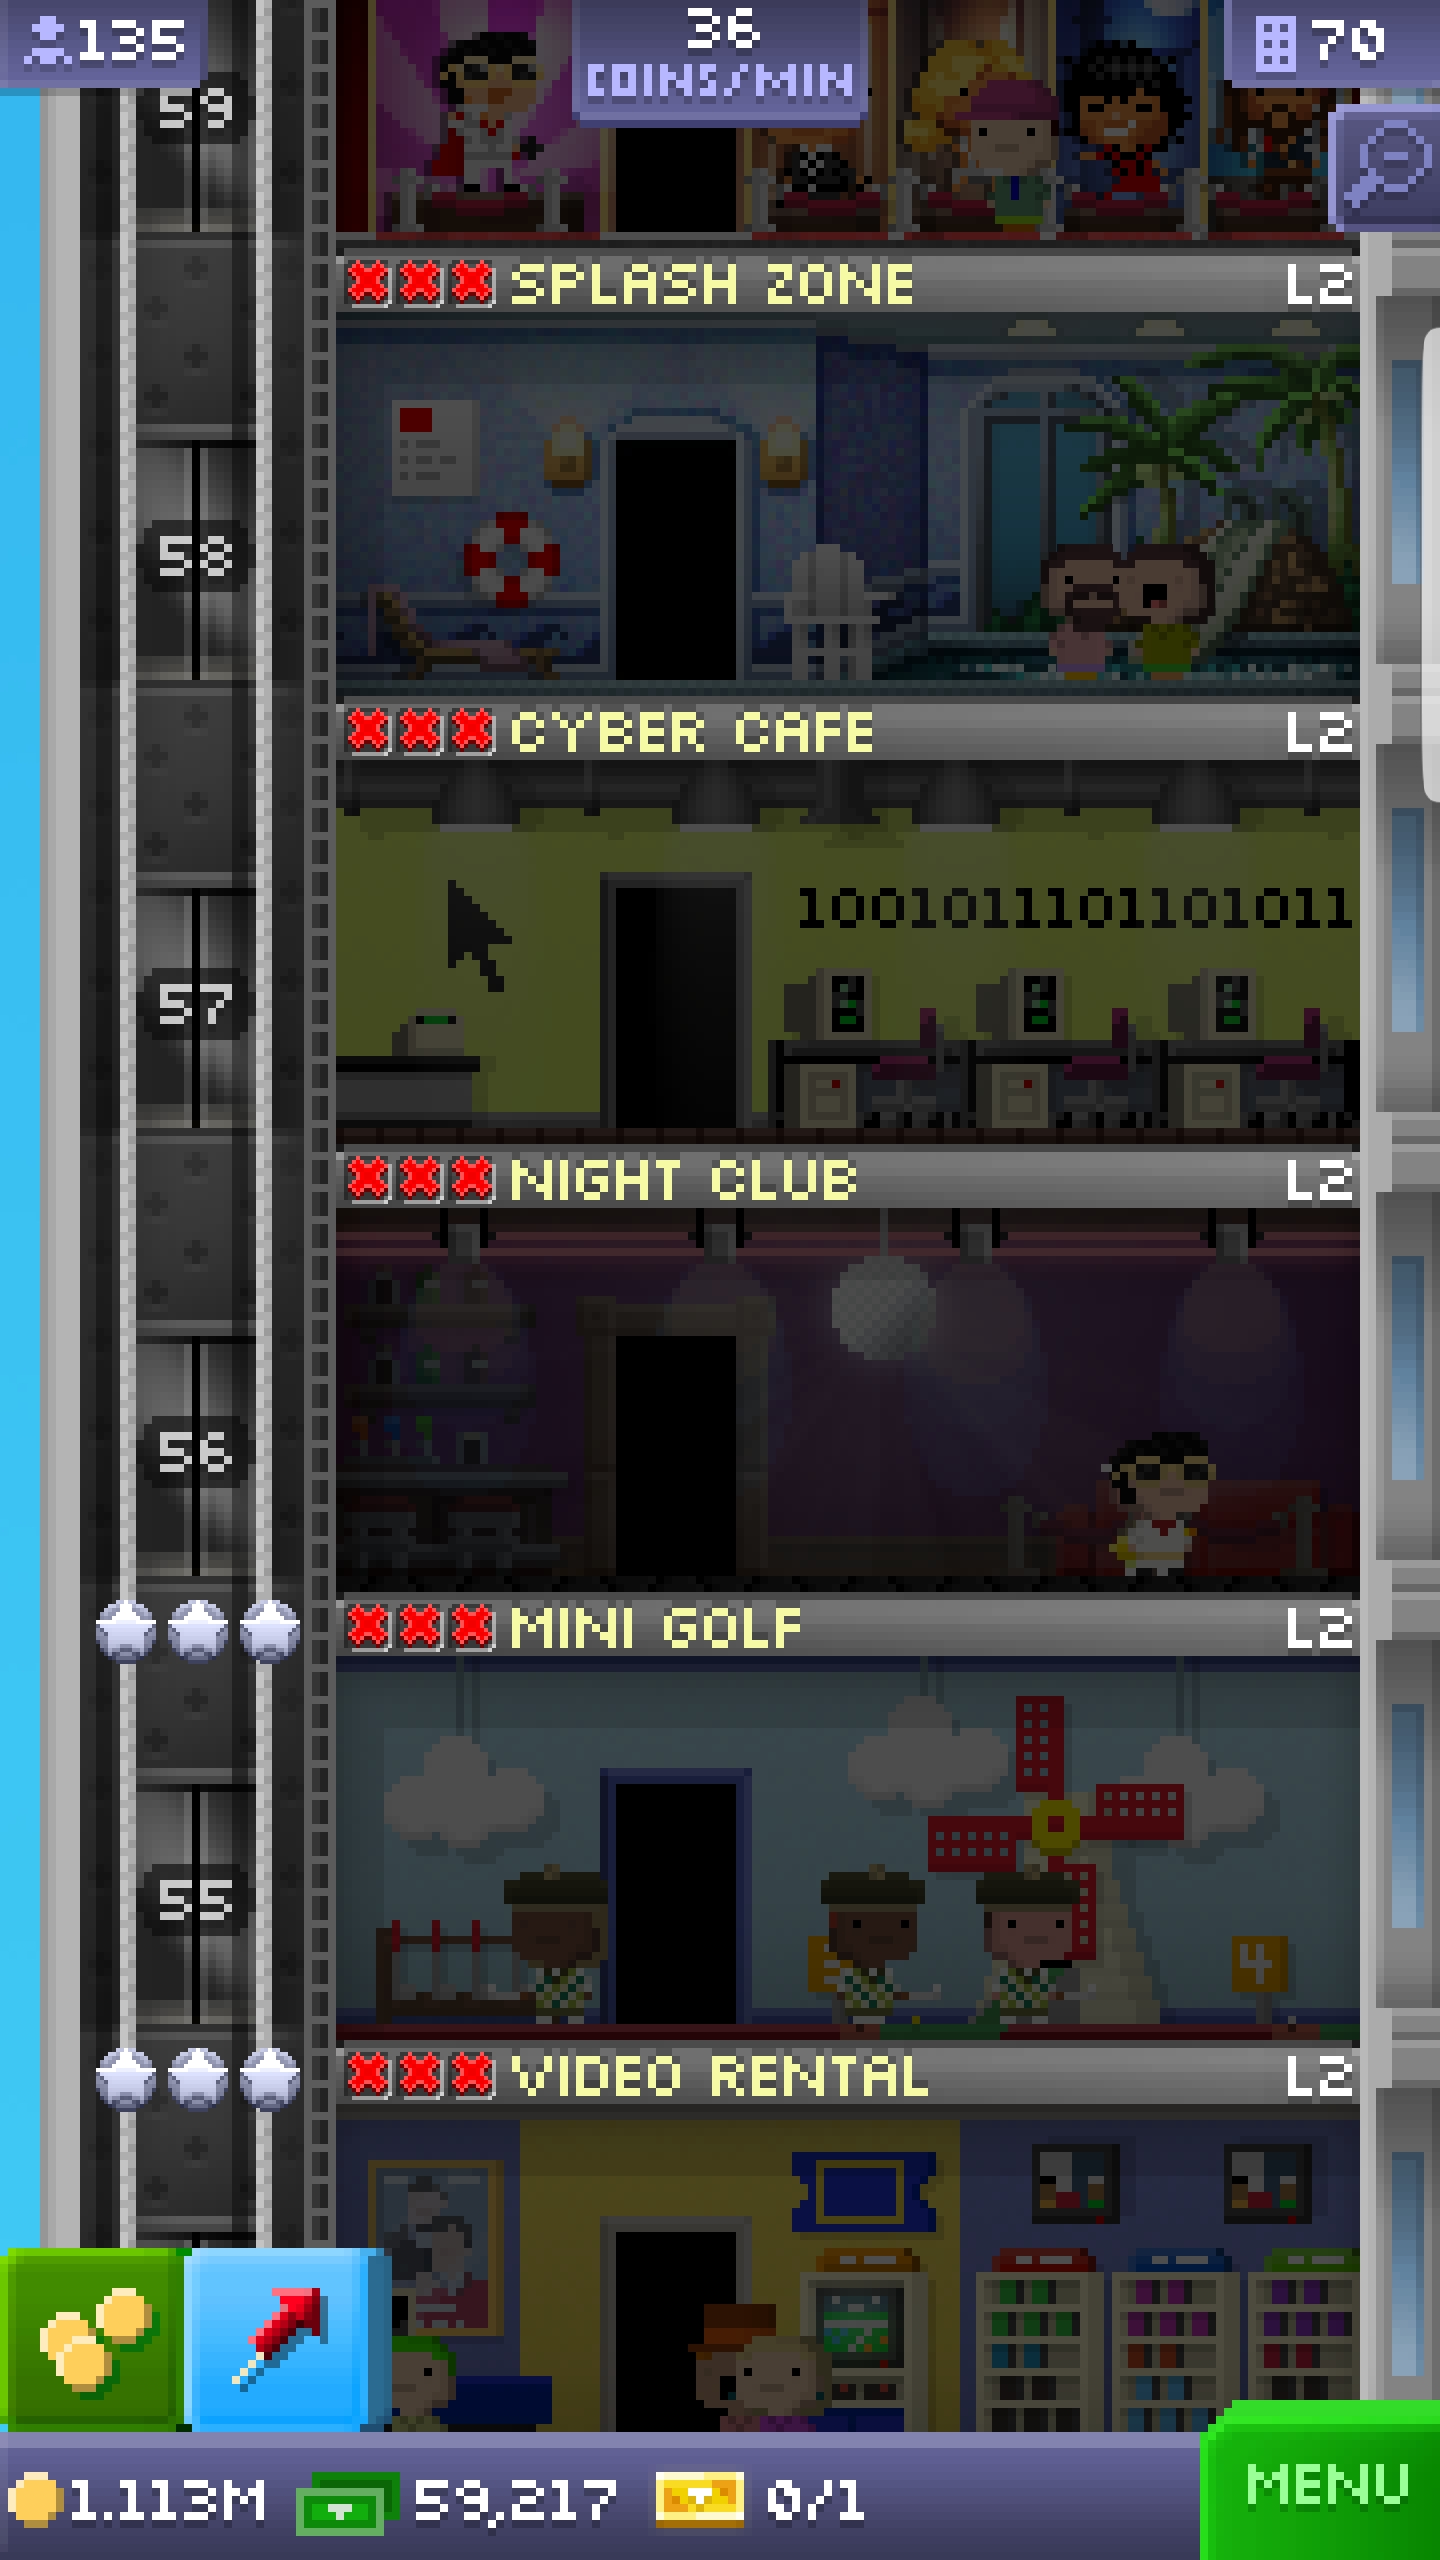 135
36
COINS/MIN
70
59
SPLASH ZONE L2
58
CYBER CAFE L2
1001011101101011
57
NIGHT CLUB L2
56
MINI GOLF L2
55
4
VIDEO RENTAL L2
1.113M 59,217 0/1
MENU